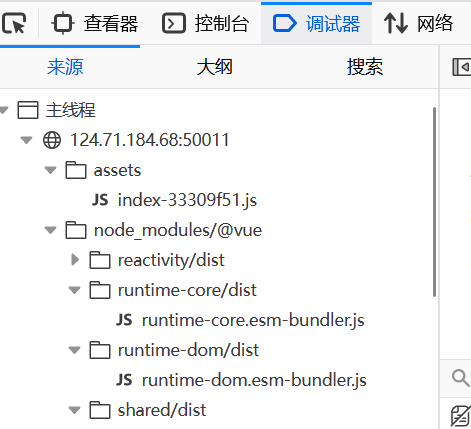 查看器 控制台 调试器 网络
来源 大纲 搜索
主线程
124.71.184.68:50011
assets
JS index-33309f51.js
node_modules/@vue
reactivity/dist
runtime-core/dist
JS runtime-core.esm-bundler.js
runtime-dom/dist
JS runtime-dom.esm-bundler.js
shared/dist